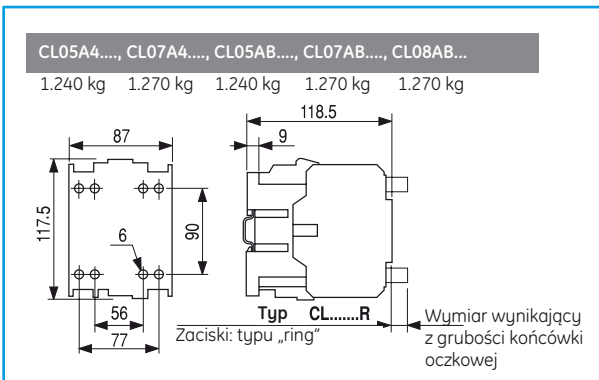 CL05A4...., CL07A4...., CL05AB...., CL07AB...., CL08AB...
1.240 kg 1.270 kg 1.240 kg 1.270 kg 1.270 kg
118.5
87
9
117.5
6
90
56
77
Typ CL.......R
Zaciski: typu „ring”
Wymiar wynikający
z grubości końcówki
oczkowej